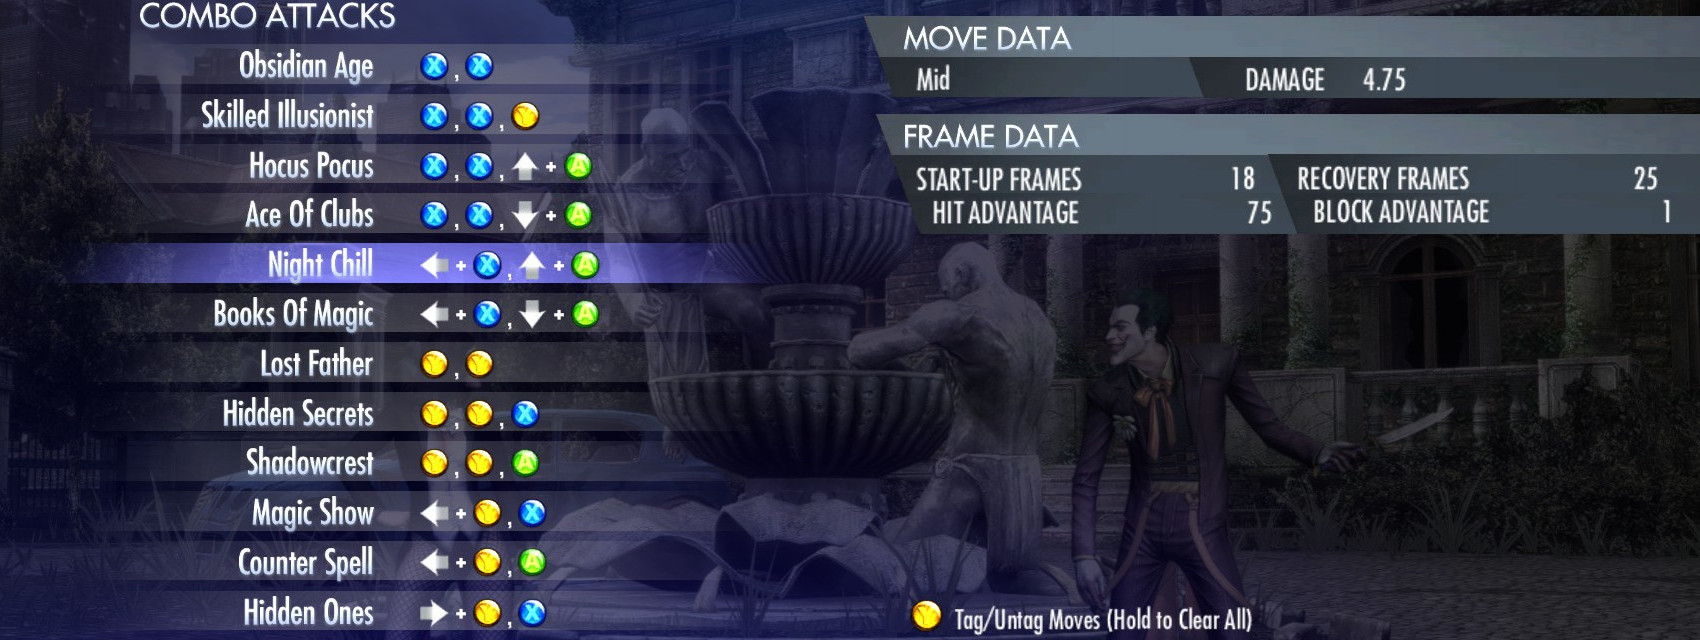 COMBO ATTACKS
Obsidian Age X, X
Skilled Illusionist X, X, Y
Hocus Pocus X, X, ⬆ + A
Ace Of Clubs X, X, ⬇ + A
Night Chill ⬅ + X, ⬆ + A
Books Of Magic ⬅ + X, ⬇ + A
Lost Father Y, Y
Hidden Secrets Y, Y, X
Shadowcrest Y, Y, A
Magic Show ⬅ + Y, X
Counter Spell ⬅ + Y, A
Hidden Ones ➡ + Y, X
MOVE DATA
Mid DAMAGE 4.75
FRAME DATA
START-UP FRAMES 18 RECOVERY FRAMES 25
HIT ADVANTAGE 75 BLOCK ADVANTAGE 1
Y Tag/Untag Moves (Hold to Clear All)